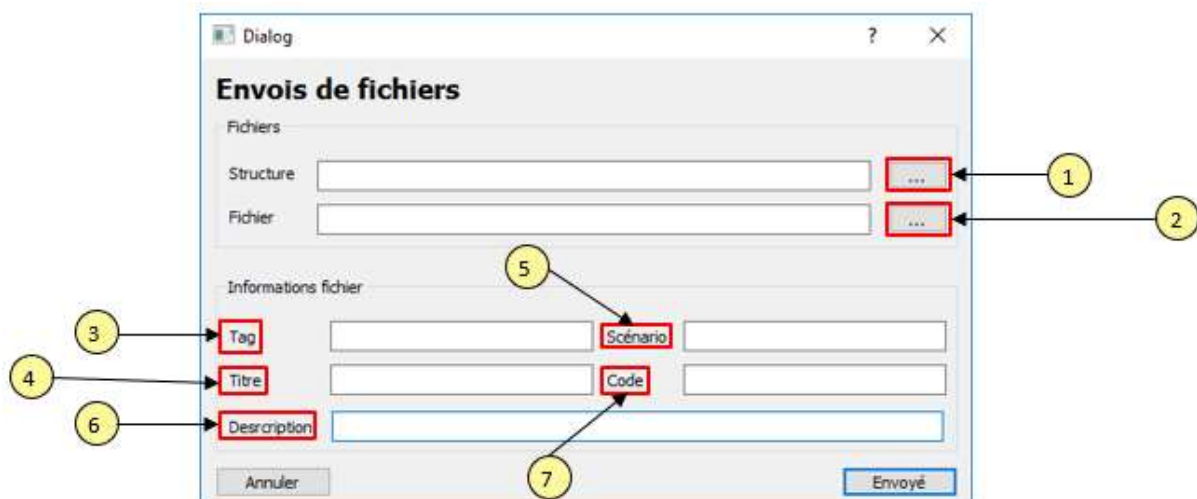 Dialog ?
Envois de fichiers
Fichiers
Structure ... 1
Fichier ... 2
5
Informations fichier
3 Tag Scénario
4 Titre Code
6 Desrcription
7
Annuler Envoyé